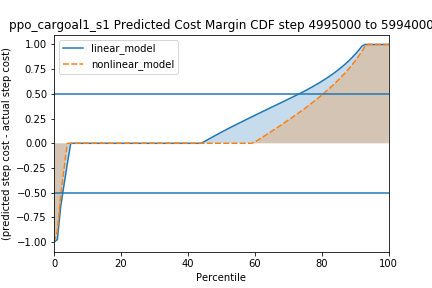 ppo_cargoal1_s1 Predicted Cost Margin CDF step 4995000 to 5994000
(predicted step cost - actual step cost)
1.00
0.75
0.50
0.25
0.00
−0.25
−0.50
−0.75
−1.00
linear_model
nonlinear_model
0 20 40 60 80 100
Percentile